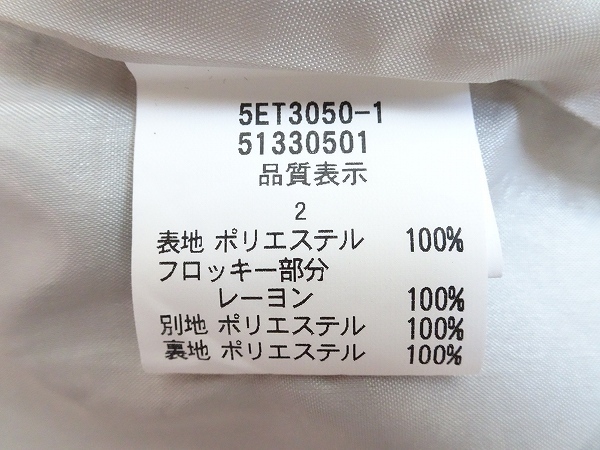 5ET3050-1
51330501
品質表示
2
表地 ポリエステル 100%
フロッキー部分
レーヨン 100%
別地 ポリエステル 100%
裏地 ポリエステル 100%